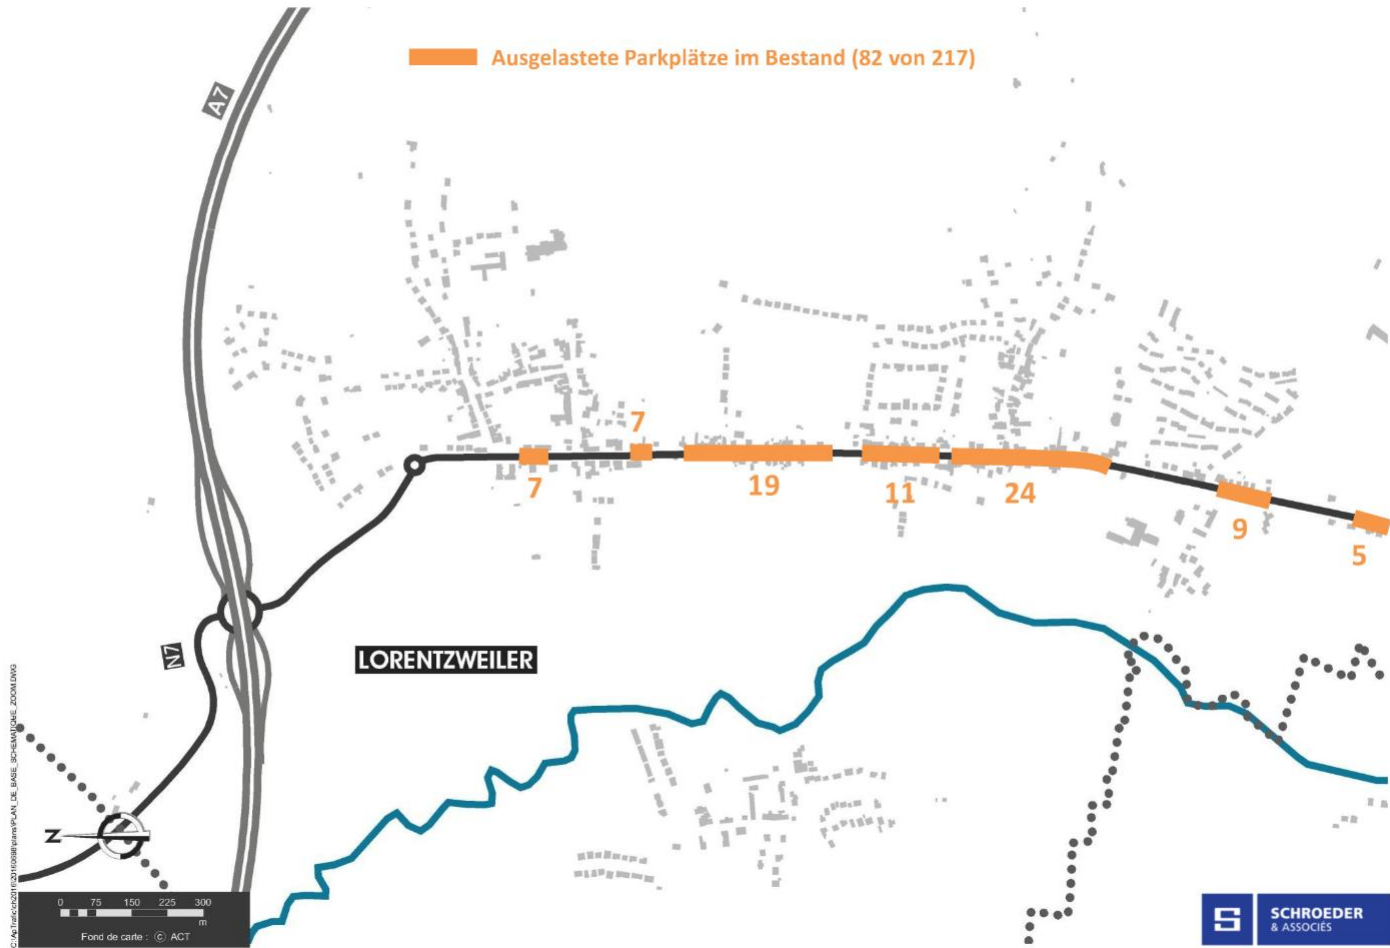 Ausgelastete Parkplätze im Bestand (82 von 217)
A7
7
7
19
11
24
9
5
N7
LORENTZWEILER
Z
0 75 150 225 300
m
Fond de carte : © ACT
S SCHROEDER
& ASSOCIÉS